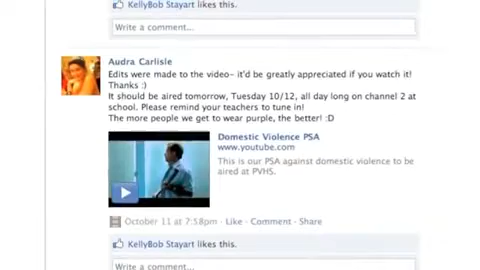 KellyBob Stayart likes this.
Write a comment...
Audra Carlisle
Edits were made to the video- it'd be greatly appreciated if you watch it!
Thanks :)
It should be aired tomorrow, Tuesday 10/12, all day long on channel 2 at
school. Please remind your teachers to tune in!
The more people we get to wear purple, the better! :D
Domestic Violence PSA
www.youtube.com
This is our PSA against domestic violence to be
aired at PVHS.
October 11 at 7:58pm · Like · Comment · Share
KellyBob Stayart likes this.
Write a comment...